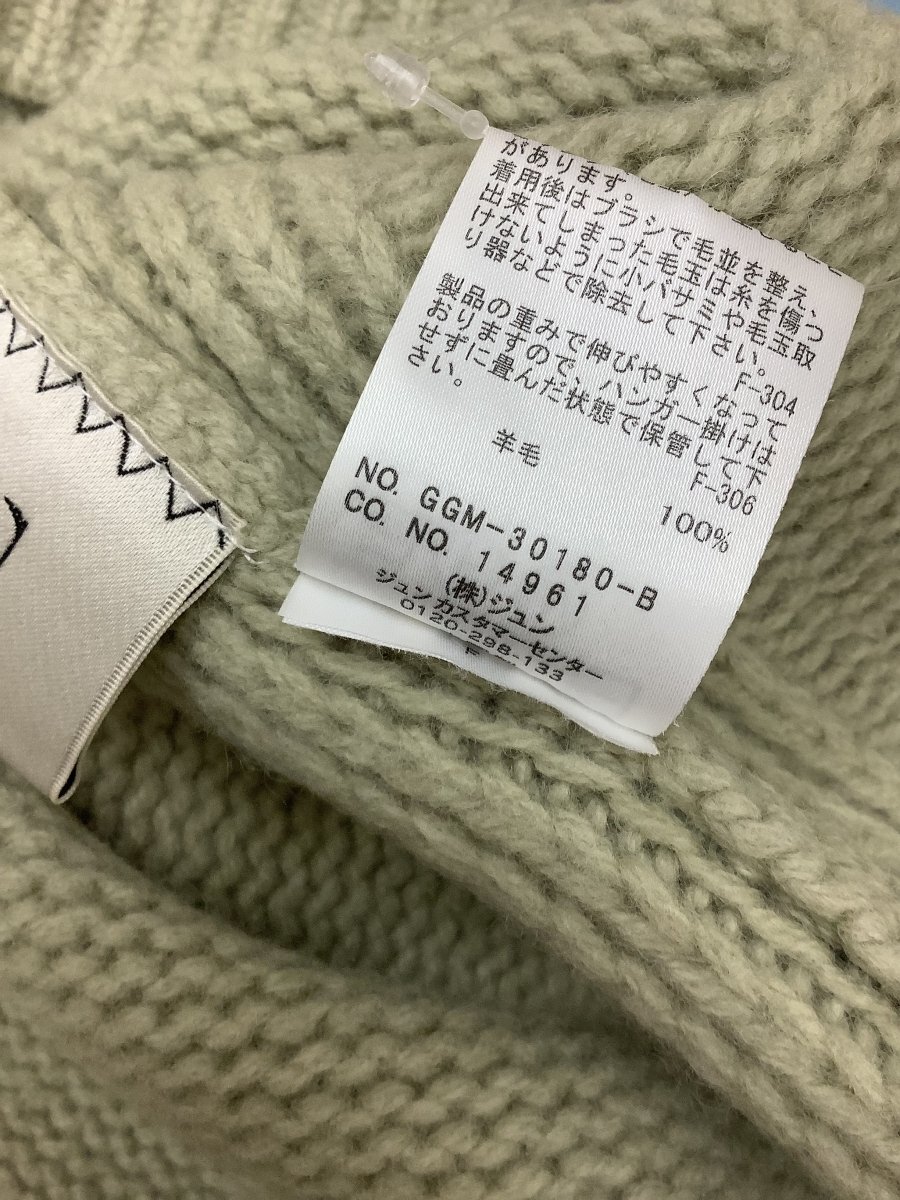 があります。
着用後はブラシで毛並を整え、
出来てしまった毛玉は糸を傷つ
けないように小バサミや毛玉取
り器などで除去して下さい。
F-304
製品の重みで伸びやすくなって
おりますので、ハンガー掛けは
せずに畳んだ状態で保管して下
さい。
F-306
羊毛 100%
NO. GGM-30180-B
CO. NO. 14961
(株)ジュン
ジュンカスタマーセンター
0120-298-133